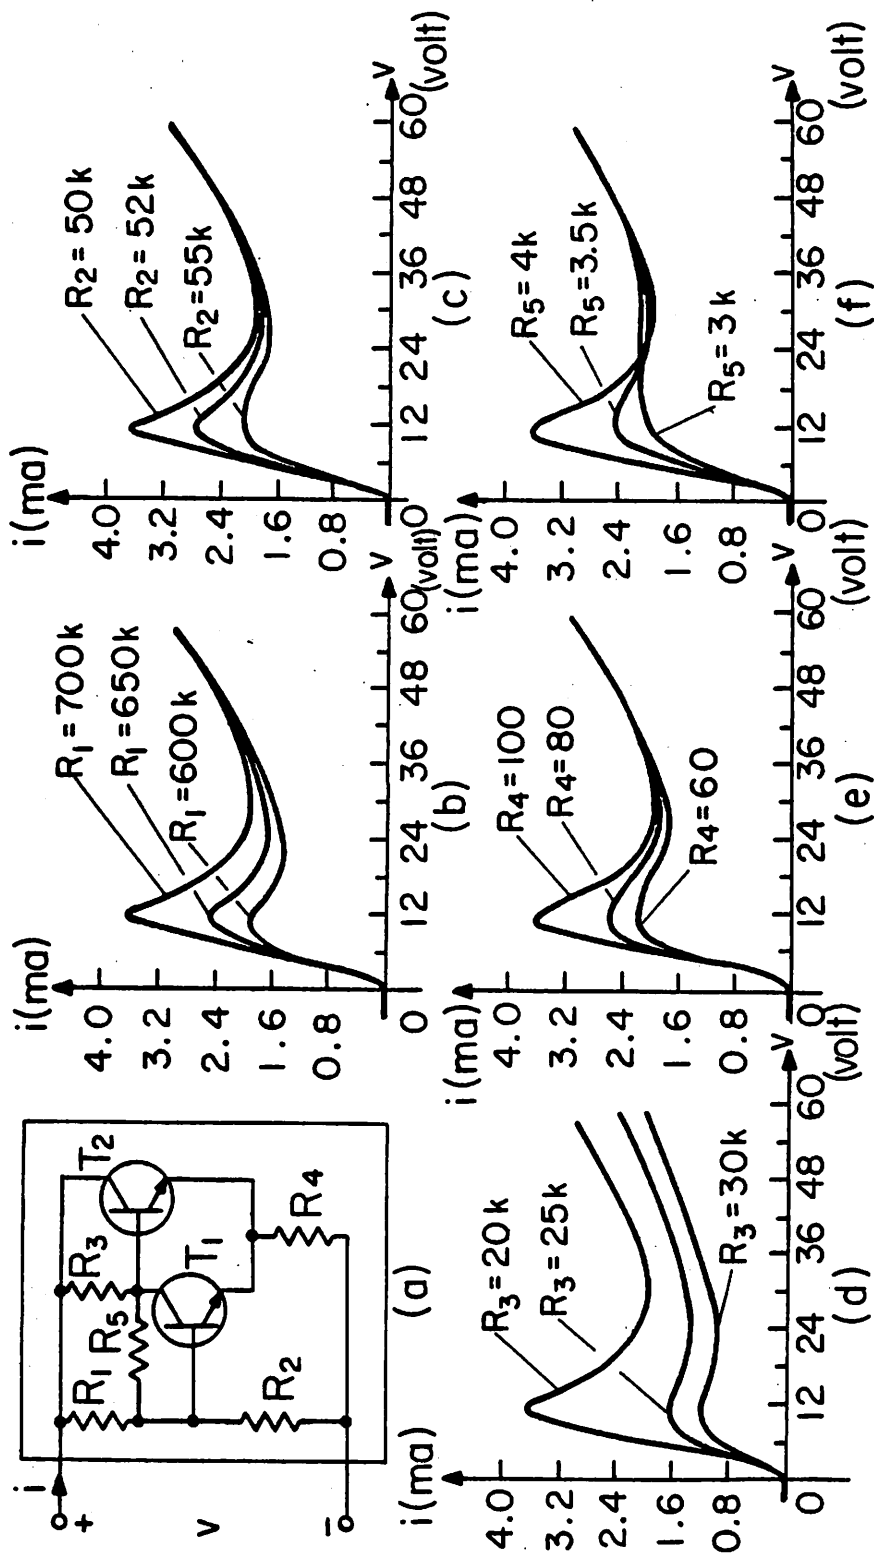 i
+
v
-
R1
R3
R5
T2
T1
R2
R4
(a)
i(ma)
4.0
3.2
2.4
1.6
0.8
0
12
24
36
48
60
v
(volt)
R1=700k
R1=650k
R1=600k
(b)
i(ma)
4.0
3.2
2.4
1.6
0.8
0
12
24
36
48
60
v
(volt)
R2=50k
R2=52k
R2=55k
(c)
i(ma)
4.0
3.2
2.4
1.6
0.8
0
12
24
36
48
60
v
(volt)
R3=20k
R3=25k
R3=30k
(d)
i(ma)
4.0
3.2
2.4
1.6
0.8
0
12
24
36
48
60
v
(volt)
R4=100
R4=80
R4=60
(e)
i(ma)
4.0
3.2
2.4
1.6
0.8
0
12
24
36
48
60
v
(volt)
R5=4k
R5=3.5k
R5=3k
(f)